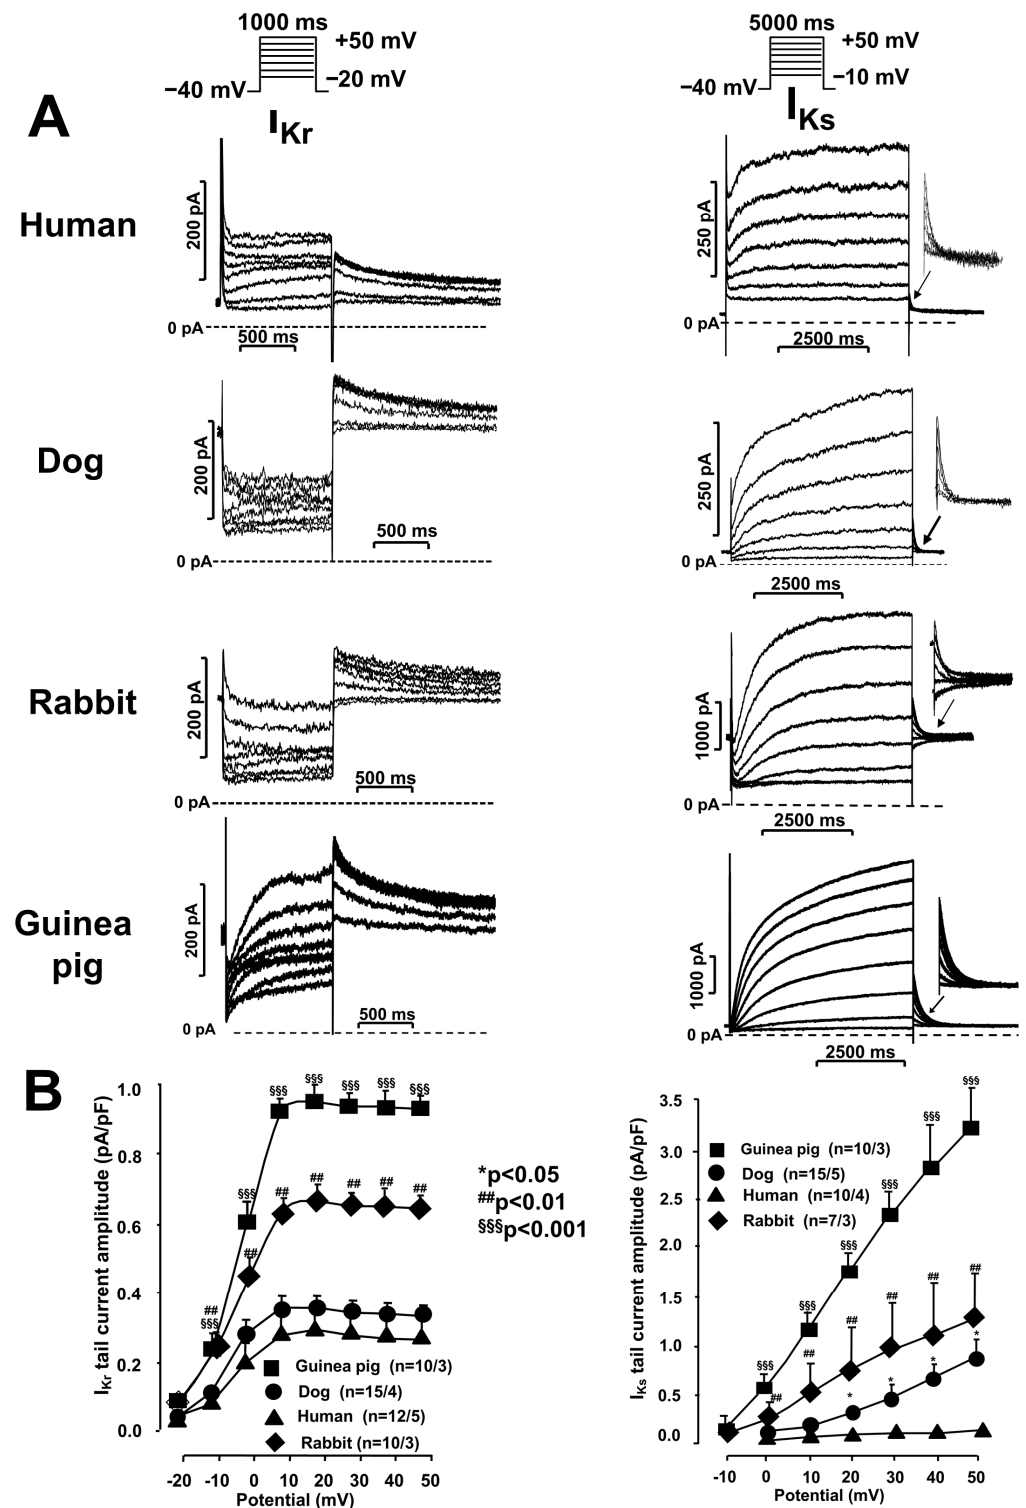 1000 ms
+50 mV
−20 mV
−40 mV
5000 ms
+50 mV
−10 mV
−40 mV
A
IKr
IKs
Human
200 pA
0 pA
500 ms
250 pA
0 pA
2500 ms
Dog
200 pA
0 pA
500 ms
250 pA
0 pA
2500 ms
Rabbit
200 pA
0 pA
500 ms
1000 pA
0 pA
2500 ms
Guinea
pig
200 pA
0 pA
500 ms
1000 pA
0 pA
2500 ms
B
IKr tail current amplitude (pA/pF)
1.0
0.8
0.6
0.4
0.2
0.0
§§§
§§§
§§§
§§§
§§§
§§§
##
##
##
##
##
##
##
§§§
Guinea pig (n=10/3)
Dog (n=15/4)
Human (n=12/5)
Rabbit (n=10/3)
-20
-10
0
10
20
30
40
50
Potential (mV)
*p<0.05
##p<0.01
§§§p<0.001
IKs tail current amplitude (pA/pF)
3.5
3.0
2.5
2.0
1.5
1.0
0.5
0.0
Guinea pig (n=10/3)
Dog (n=15/5)
Human (n=10/4)
Rabbit (n=7/3)
§§§
§§§
§§§
§§§
§§§
§§§
##
##
##
##
##
##
*
*
*
*
-10
0
10
20
30
40
50
Potential (mV)